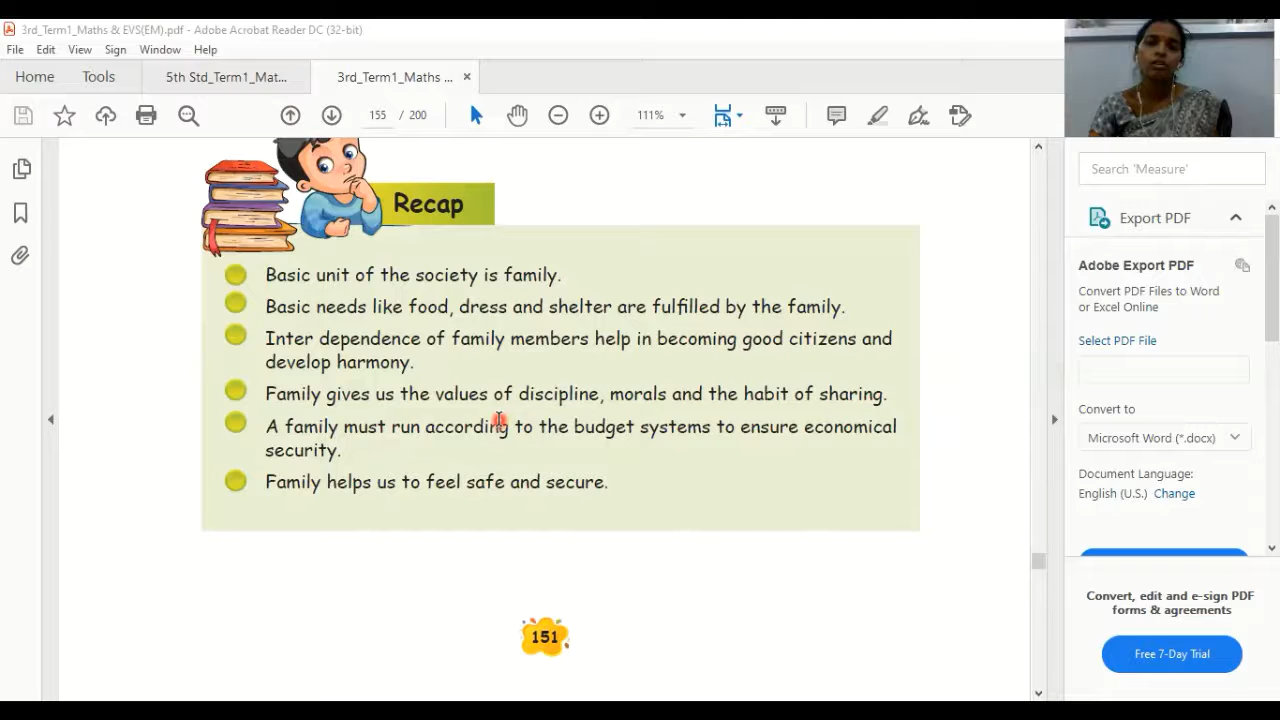 3rd_Term1_Maths & EVS(EM).pdf - Adobe Acrobat Reader DC (32-bit)
File Edit View Sign Window Help
Home Tools 5th Std_Term1_Mat... 3rd_Term1_Maths ... ×
155 / 200 111%
Search 'Measure'
Export PDF
Adobe Export PDF
Convert PDF Files to Word
or Excel Online
Select PDF File
Convert to
Microsoft Word (*.docx)
Document Language:
English (U.S.) Change
Convert, edit and e-sign PDF
forms & agreements
Free 7-Day Trial
Recap
Basic unit of the society is family.
Basic needs like food, dress and shelter are fulfilled by the family.
Inter dependence of family members help in becoming good citizens and
develop harmony.
Family gives us the values of discipline, morals and the habit of sharing.
A family must run according to the budget systems to ensure economical
security.
Family helps us to feel safe and secure.
151